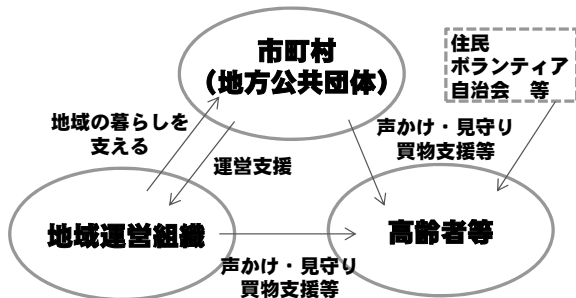 市町村
（地方公共団体）
住民
ボランティア
自治会　等
地域の暮らしを
支える
運営支援
声かけ・見守り
買物支援等
地域運営組織
高齢者等
声かけ・見守り
買物支援等